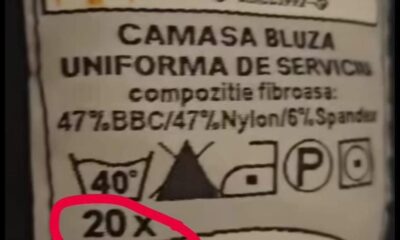 CAMASA BLUZA
UNIFORMA DE SERVICIU
compozitie fibroasa:
47%BBC/47%Nylon/6%Spandex
40° P
20 x